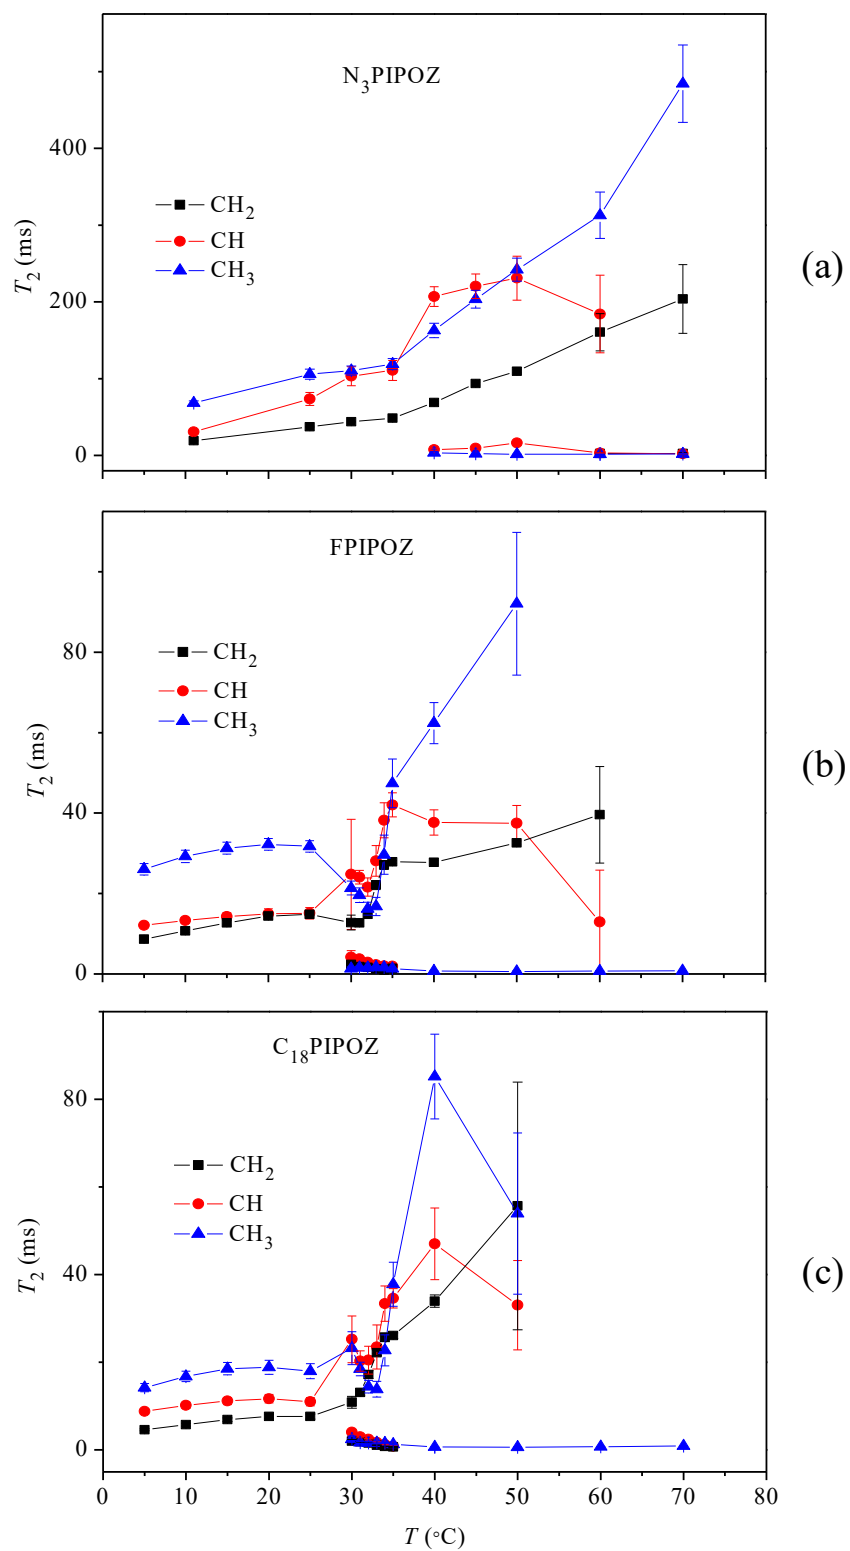 N₃PIPOZ
400
200
0
T₂ (ms)
CH₂
CH
CH₃
(a)
FPIPOZ
80
40
0
T₂ (ms)
CH₂
CH
CH₃
(b)
C₁₈PIPOZ
80
40
0
T₂ (ms)
CH₂
CH
CH₃
(c)
0 10 20 30 40 50 60 70 80
T (°C)